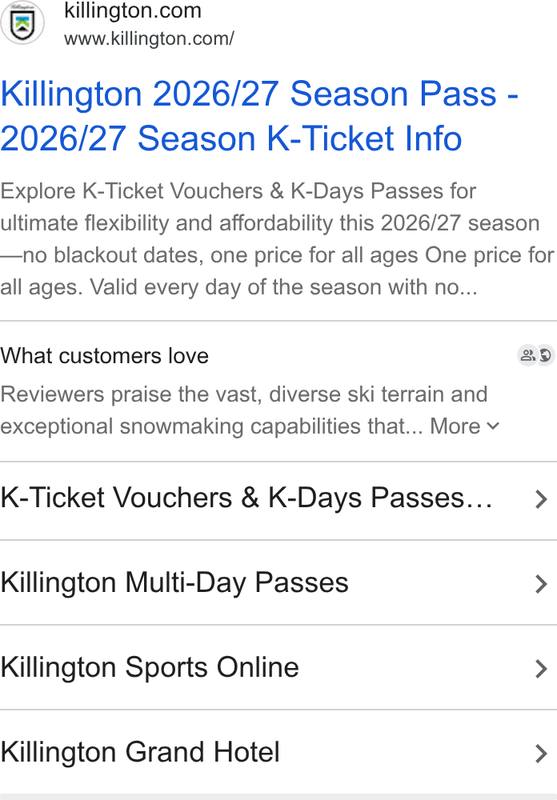 killington.com
www.killington.com/
Killington 2026/27 Season Pass -
2026/27 Season K-Ticket Info
Explore K-Ticket Vouchers & K-Days Passes for
ultimate flexibility and affordability this 2026/27 season
—no blackout dates, one price for all ages One price for
all ages. Valid every day of the season with no...
What customers love
Reviewers praise the vast, diverse ski terrain and
exceptional snowmaking capabilities that... More
K-Ticket Vouchers & K-Days Passes...
Killington Multi-Day Passes
Killington Sports Online
Killington Grand Hotel